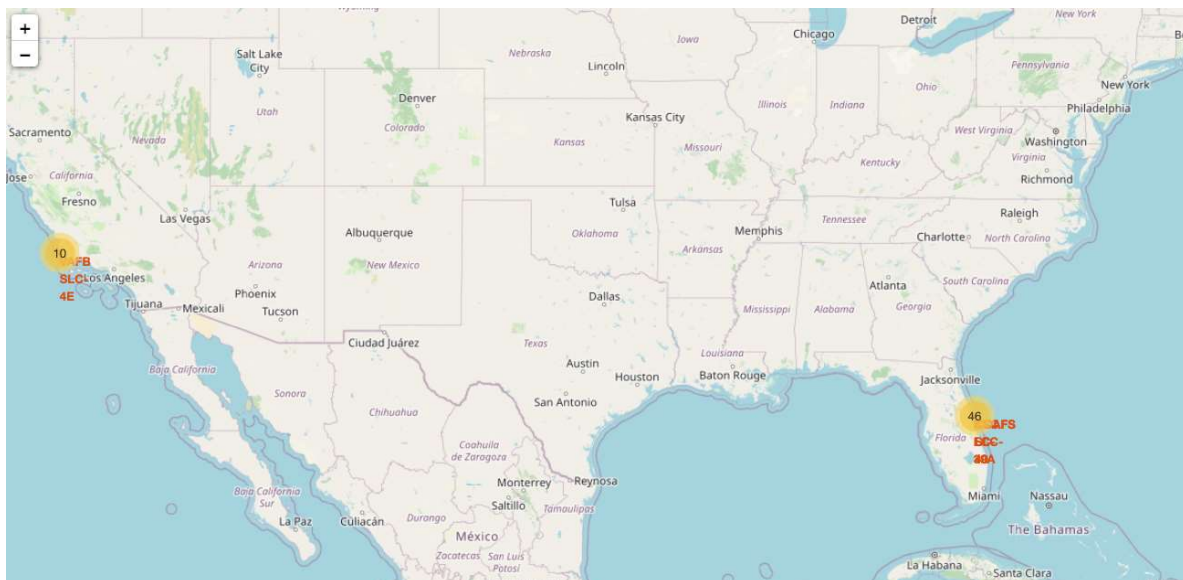 +
−
Wyoming
Salt Lake
City
Nebraska
Iowa
Lincoln
Chicago
Detroit
New York
Pennsylvania
New York
Philadelphia
Sacramento
Nevada
Utah
Denver
Colorado
Kansas
Kansas City
Missouri
Illinois
Indiana
Ohio
West Virginia
Washington
Virginia
Richmond
Jose
California
Fresno
Las Vegas
Albuquerque
New Mexico
Tulsa
Oklahoma
Arkansas
Memphis
Kentucky
Tennessee
Raleigh
Charlotte
North Carolina
10
AFB
SLC-
4E
Los Angeles
Tijuana
Mexicali
Arizona
Phoenix
Tucson
Dallas
Mississippi
Alabama
Atlanta
Georgia
South Carolina
Ciudad Juárez
Texas
Austin
Houston
San Antonio
Louisiana
Baton Rouge
Jacksonville
46
AFS
Florida
Miami
Nassau
The Bahamas
Baja California
Sonora
Chihuahua
Coahuila
de Zaragoza
Monterrey
Saltillo
Reynosa
Tamaulipas
Baja California
Sur
La Paz
Culiacán
Durango
México
Zacatecas
San Luis
Potosí
La Habana
Santa Clara